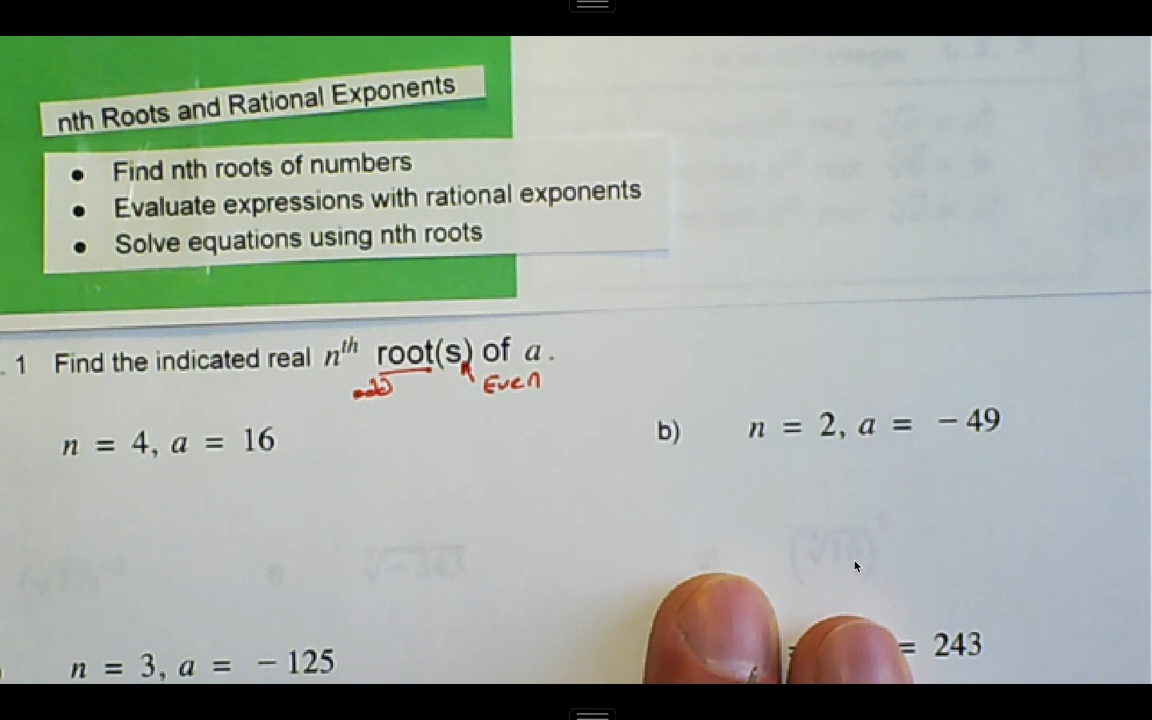 nth Roots and Rational Exponents
● Find nth roots of numbers
● Evaluate expressions with rational exponents
● Solve equations using nth roots
1 Find the indicated real nᵗʰ root(s) of a.
odd Even
n = 4, a = 16
b) n = 2, a = -49
n = 3, a = -125
= 243